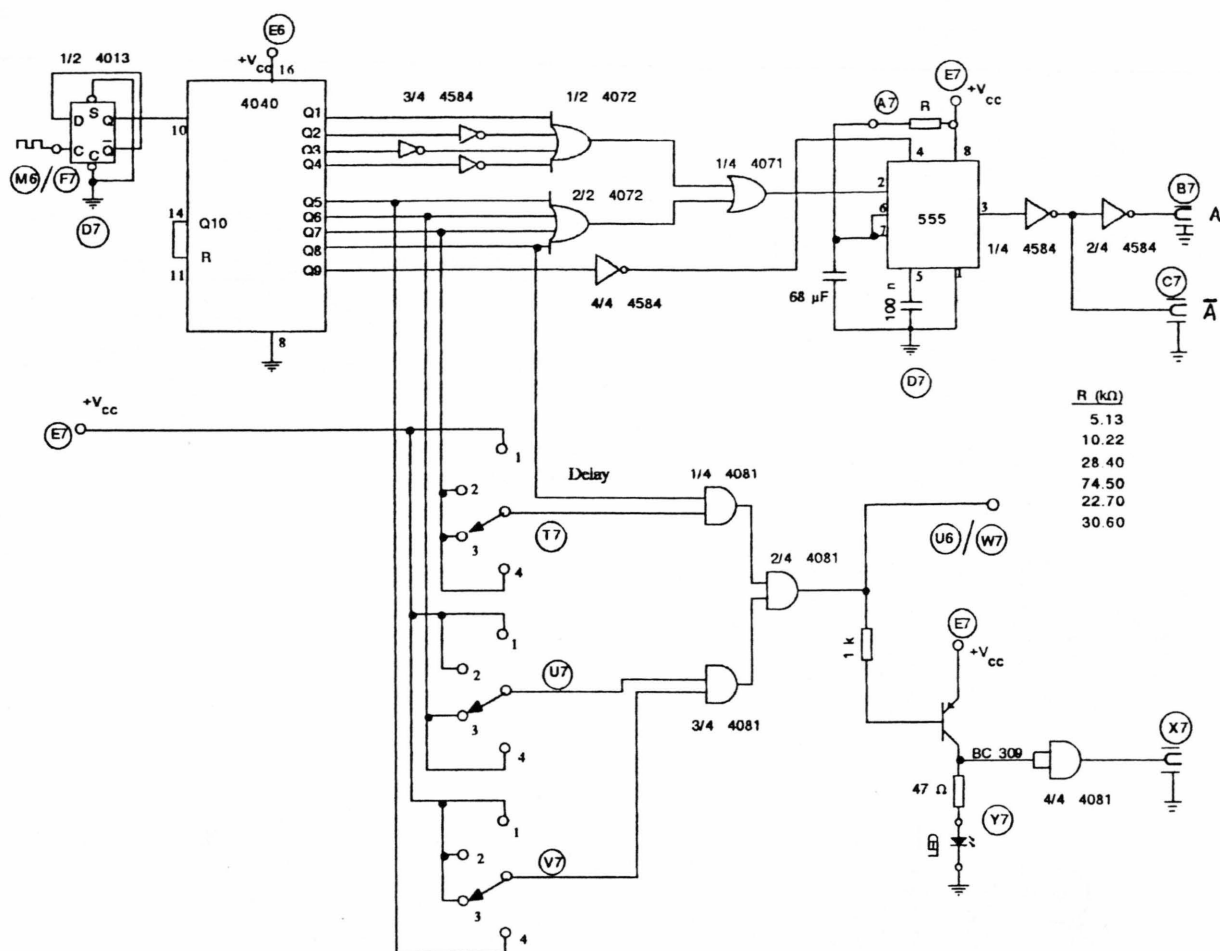 E6
1/2 4013
+Vcc
16
4040
D
S
Q
C
C
Q̅
10
M6/F7
D7
14
Q10
R
11
8
Q1
Q2
Q3
Q4
Q5
Q6
Q7
Q8
Q9
3/4 4584
1/2 4072
2/2 4072
1/4 4071
4/4 4584
A7
R
E7
+Vcc
4
8
2
6
7
555
3
5
1
68 µF
100 n
D7
1/4 4584
2/4 4584
B7
A
C7
A̅
R (kΩ)
5.13
10.22
28.40
74.50
22.70
30.60
E7
+Vcc
1
2
3
4
T7
Delay
1/4 4081
2/4 4081
U6/W7
1
2
3
4
U7
3/4 4081
1 k
E7
+Vcc
BC 309
47 Ω
4/4 4081
X7
Y7
LED
1
2
3
4
V7